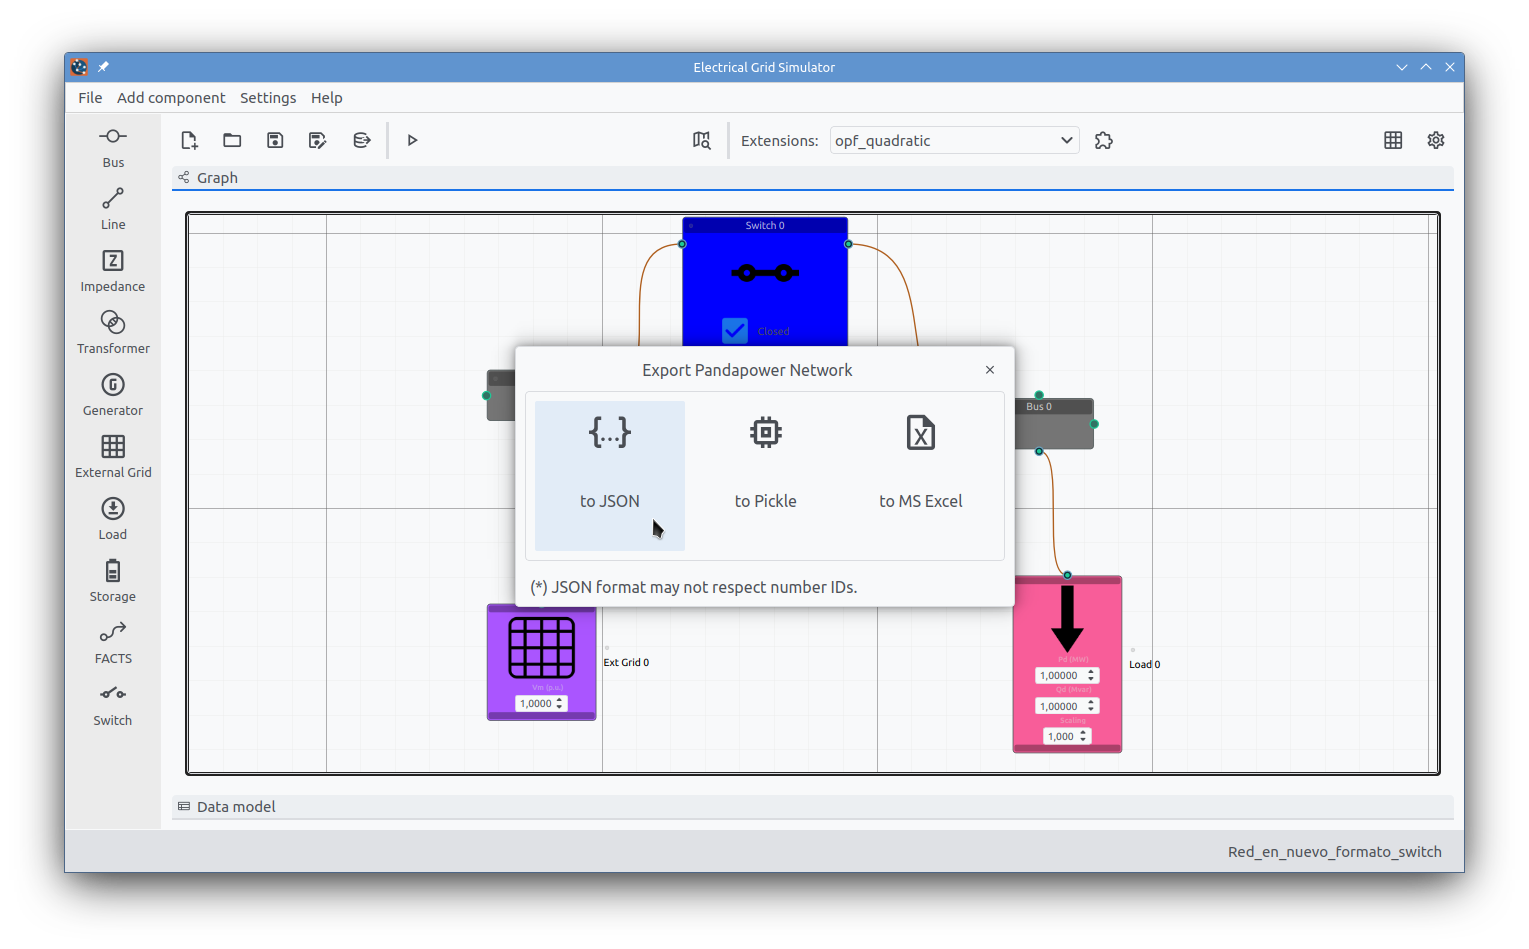 Electrical Grid Simulator
File Add component Settings Help
Extensions: opf_quadratic
Graph
Bus
Line
Impedance
Transformer
Generator
External Grid
Load
Storage
FACTS
Switch
Switch 0
Closed
Bus 0
Export Pandapower Network
{...}
to JSON
to Pickle
X
to MS Excel
(*) JSON format may not respect number IDs.
Ext Grid 0
Vm (p.u.)
1,0000
Load 0
Pd (MW)
1,00000
Qd (Mvar)
1,00000
Scaling
1,000
Data model
Red_en_nuevo_formato_switch